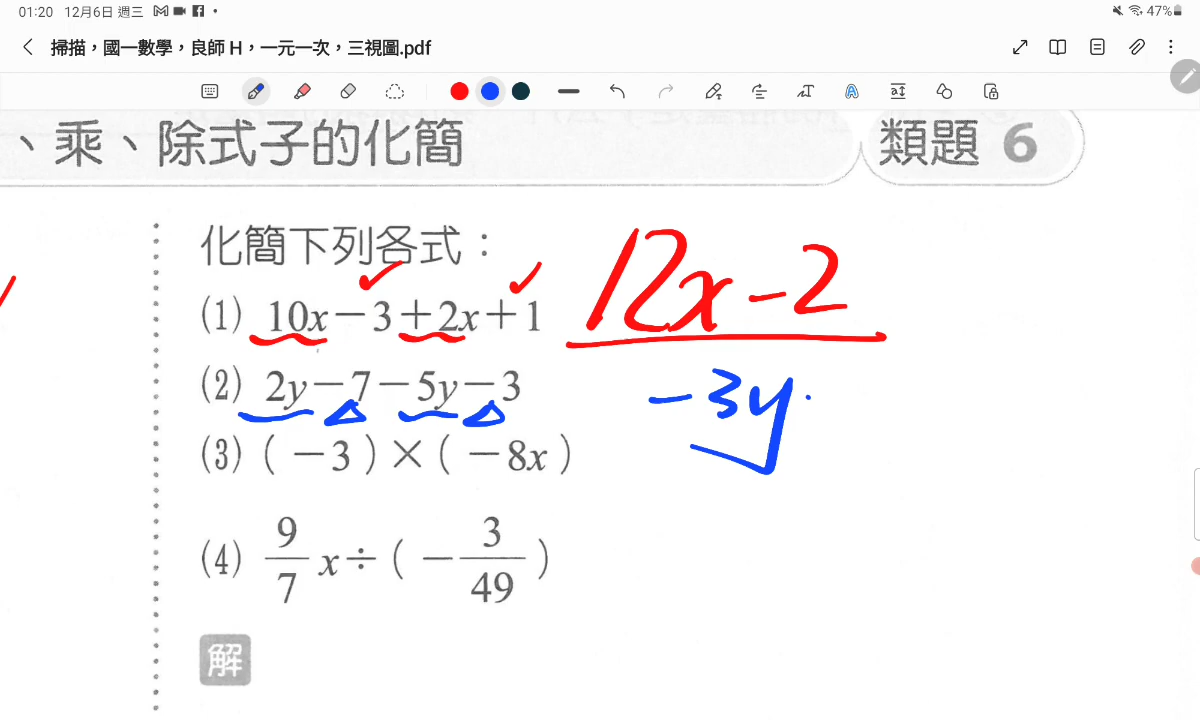 01:20 12月6日 週三 47%
掃描，國一數學，良師 H，一元一次，三視圖.pdf
、乘、除式子的化簡
類題 6
化簡下列各式：
(1) 10x－3＋2x＋1
12x-2
(2) 2y－7－5y－3
-3y
(3) (－3)×(－8x)
(4) 9/7 x÷(－3/49)
解